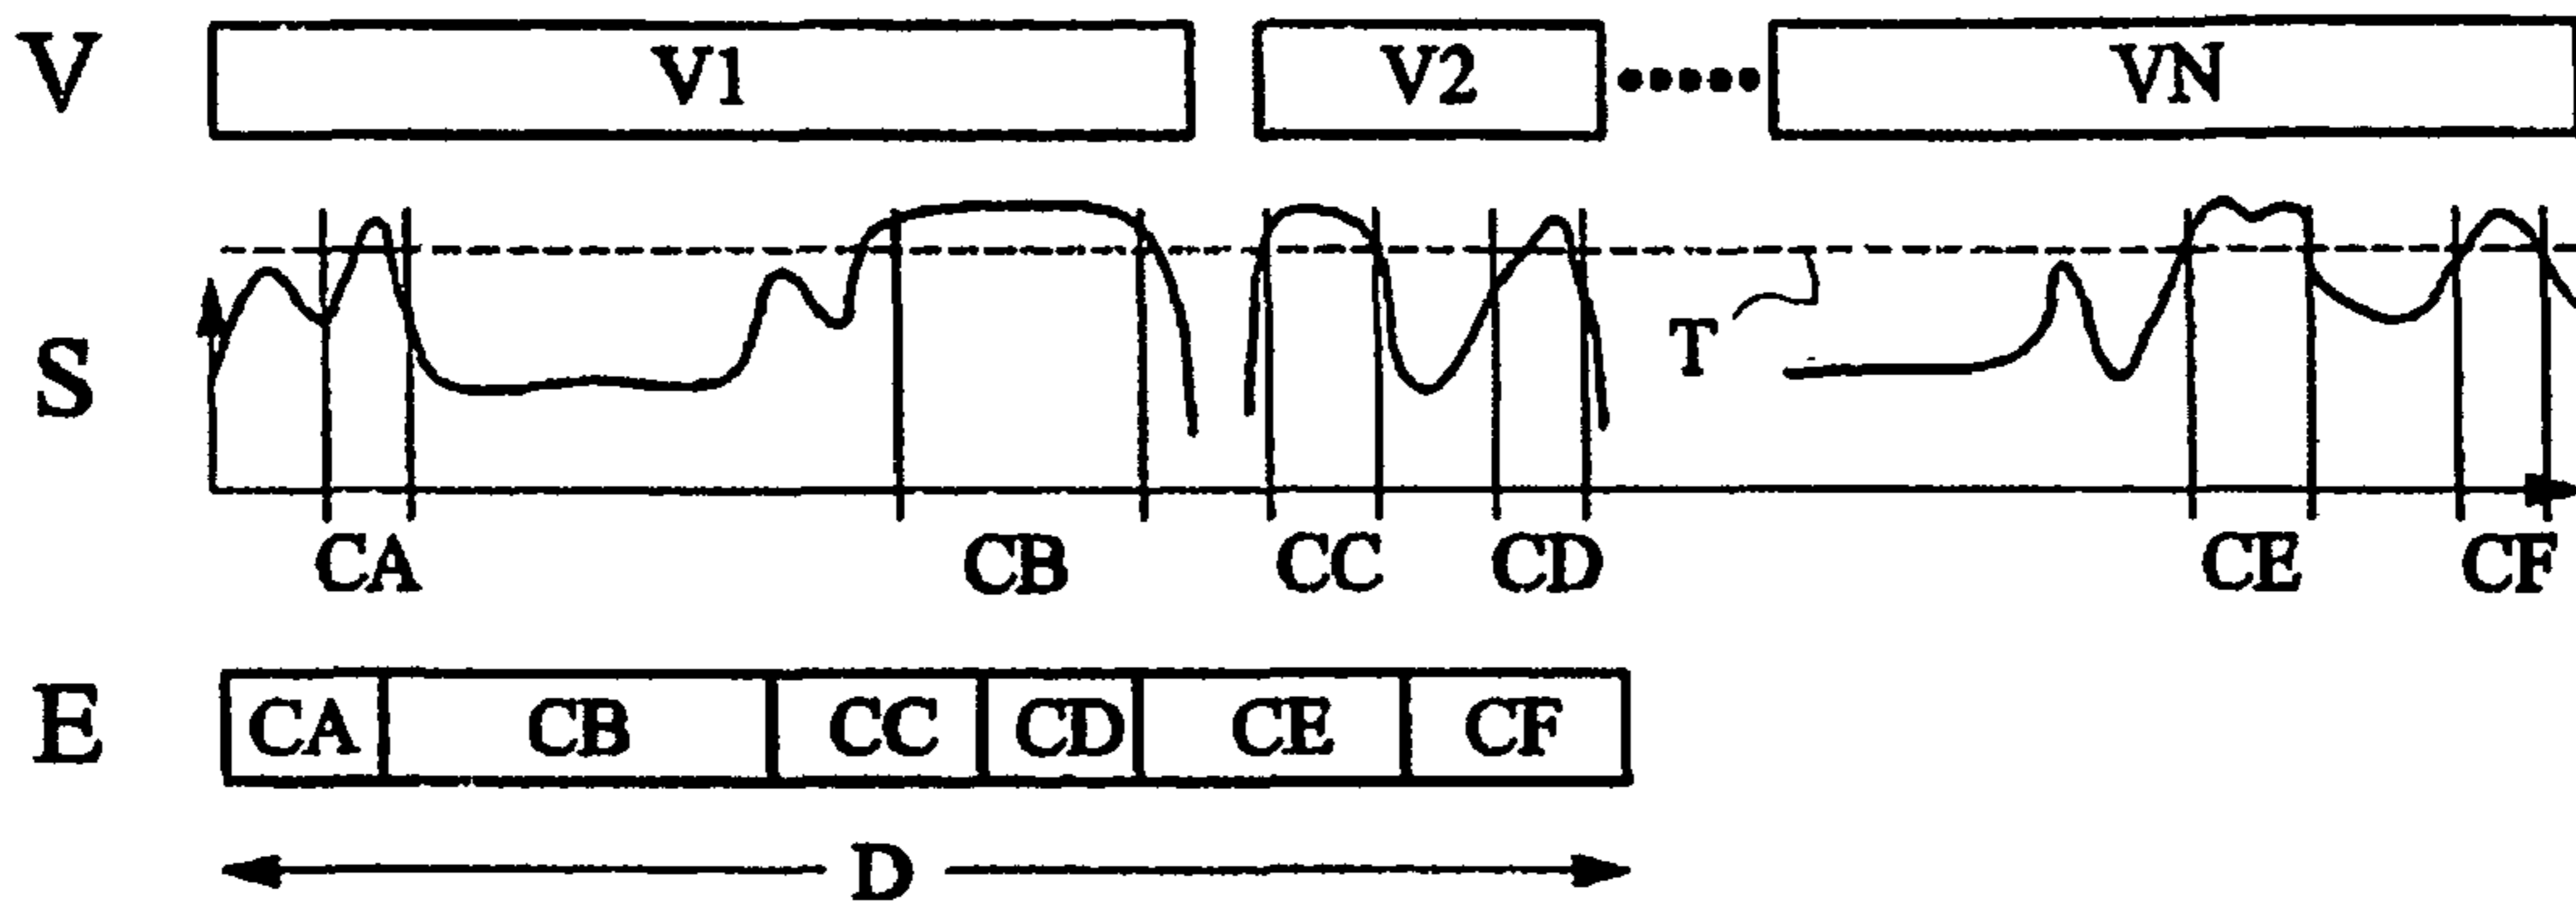 V V1 V2 VN
S T
CA CB CC CD CE CF
E CA CB CC CD CE CF
D